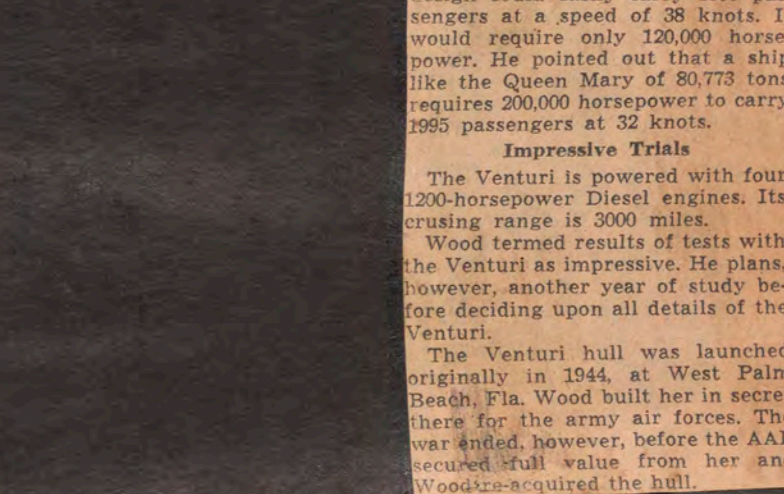 sengers at a speed of 38 knots. I
would require only 120,000 horse
power. He pointed out that a ship
like the Queen Mary of 80,773 tons
requires 200,000 horsepower to carry
1995 passengers at 32 knots.
Impressive Trials
The Venturi is powered with four
1200-horsepower Diesel engines. Its
crusing range is 3000 miles.
Wood termed results of tests with
the Venturi as impressive. He plans,
however, another year of study be-
fore deciding upon all details of the
Venturi.
The Venturi hull was launched
originally in 1944, at West Palm
Beach, Fla. Wood built her in secre
there for the army air forces. The
war ended, however, before the AAF
secured full value from her an
Wood re-acquired the hull.